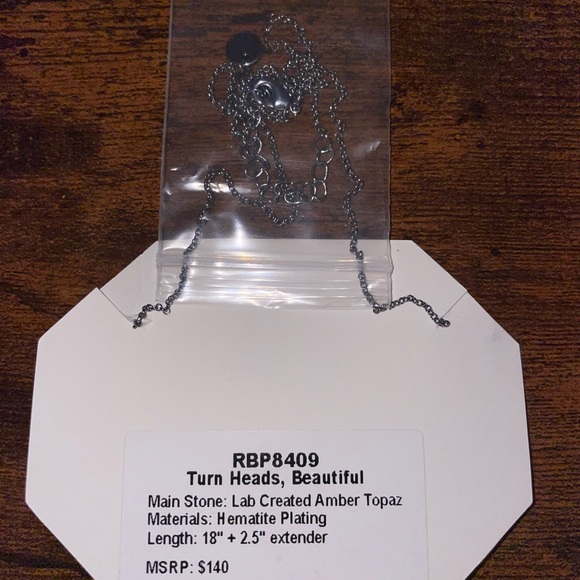 RBP8409
Turn Heads, Beautiful
Main Stone: Lab Created Amber Topaz
Materials: Hematite Plating
Length: 18" + 2.5" extender
MSRP: $140